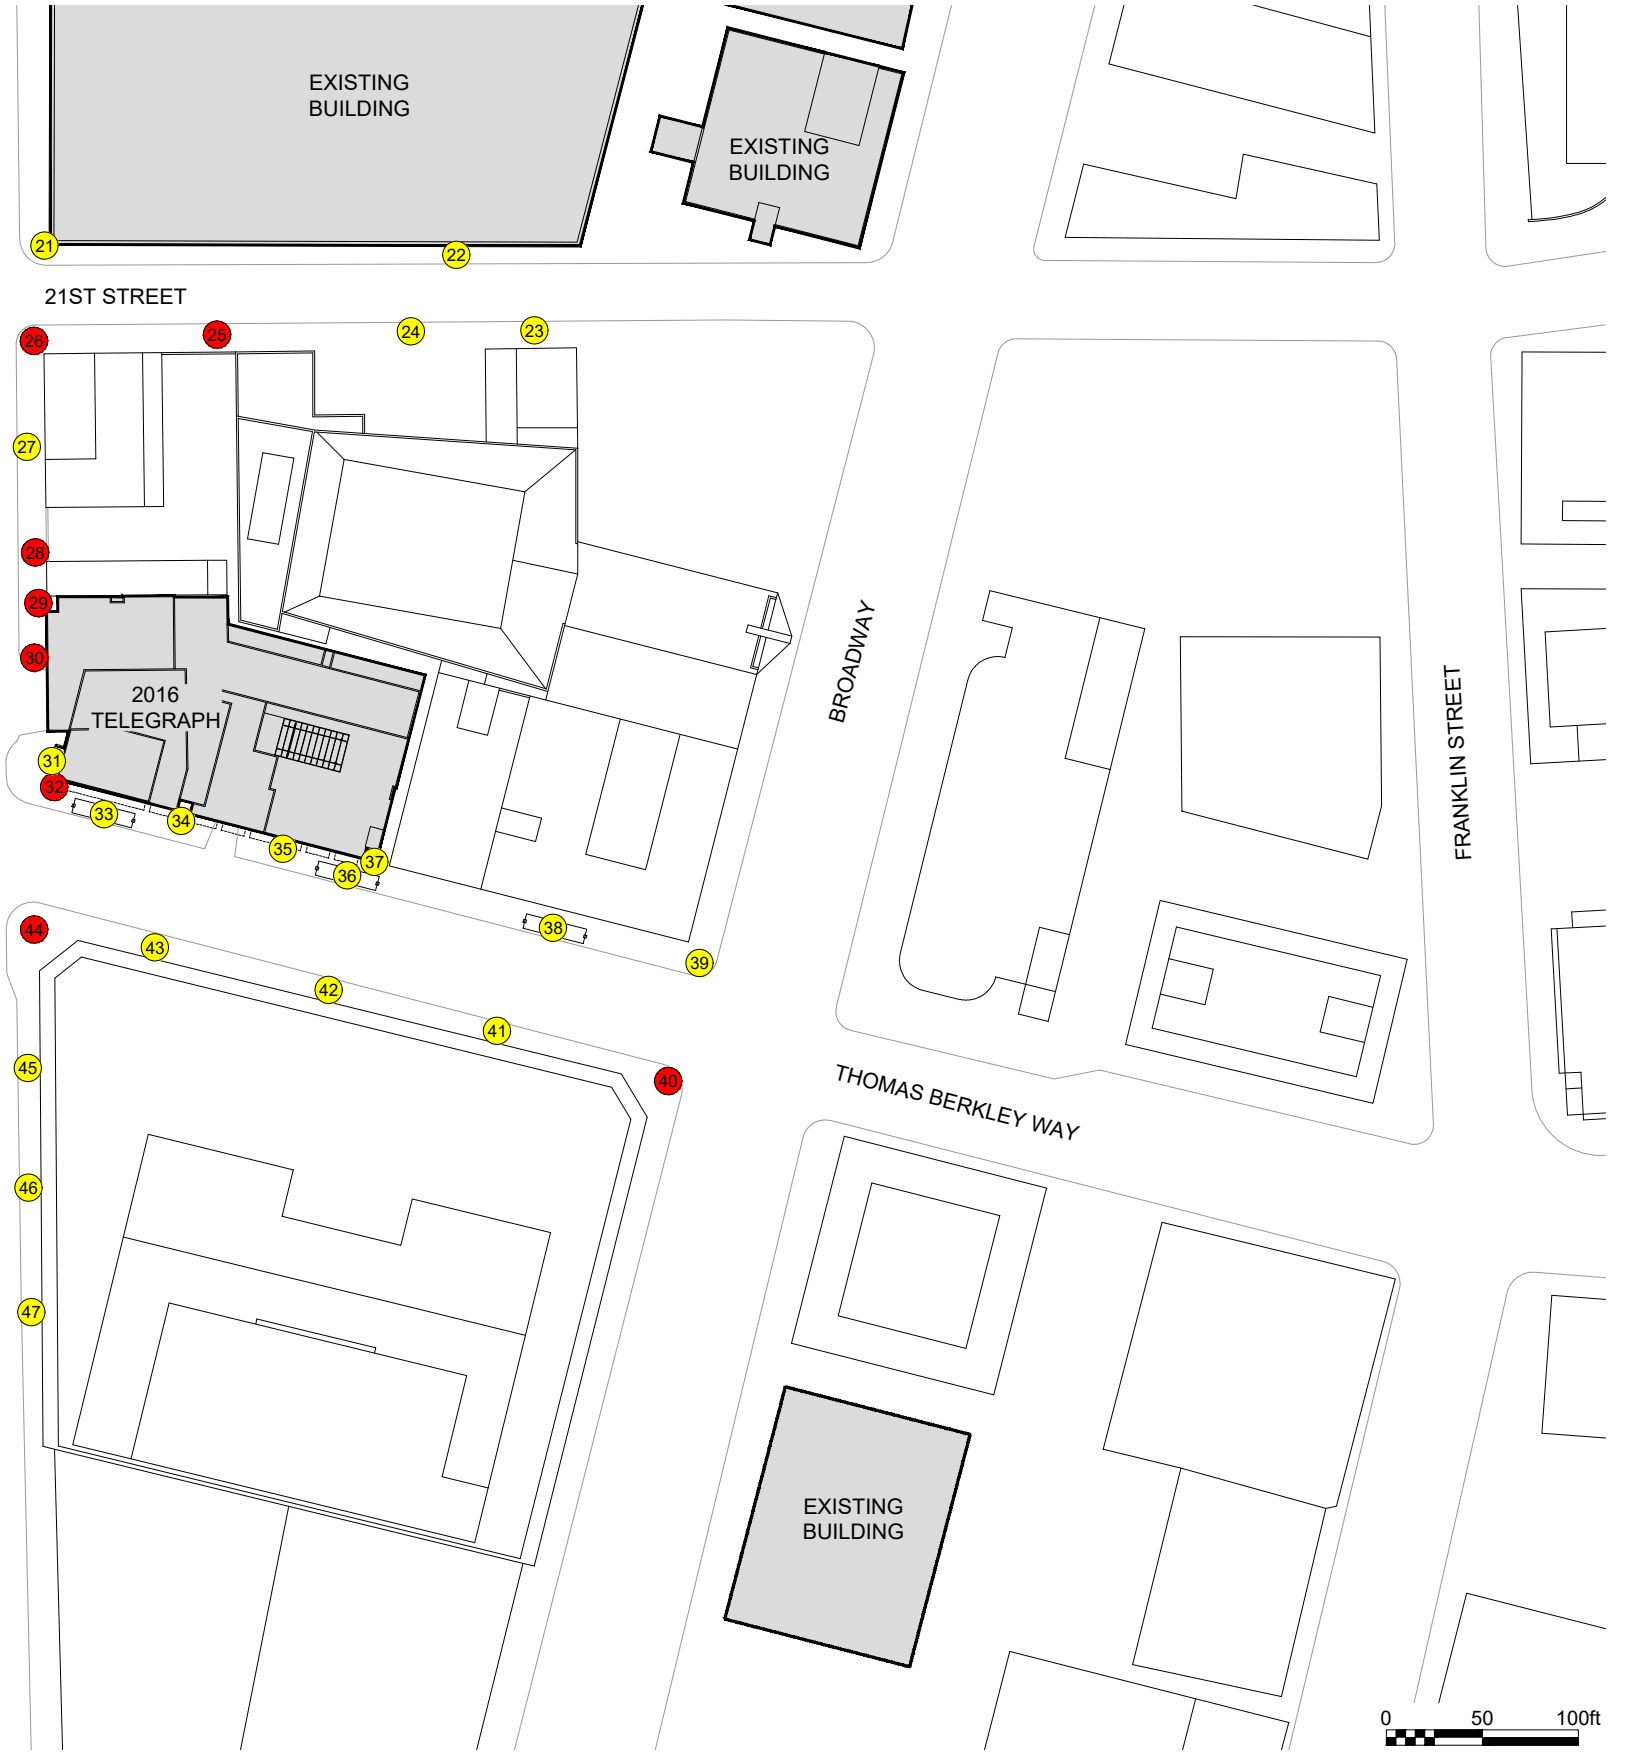 EXISTING
BUILDING
EXISTING
BUILDING
21
22
21ST STREET
26
25
24
23
27
28
29
30
2016
TELEGRAPH
BROADWAY
FRANKLIN STREET
31
32
33
34
35
36
37
38
39
44
43
42
41
40
45
46
47
THOMAS BERKLEY WAY
EXISTING
BUILDING
0 50 100ft